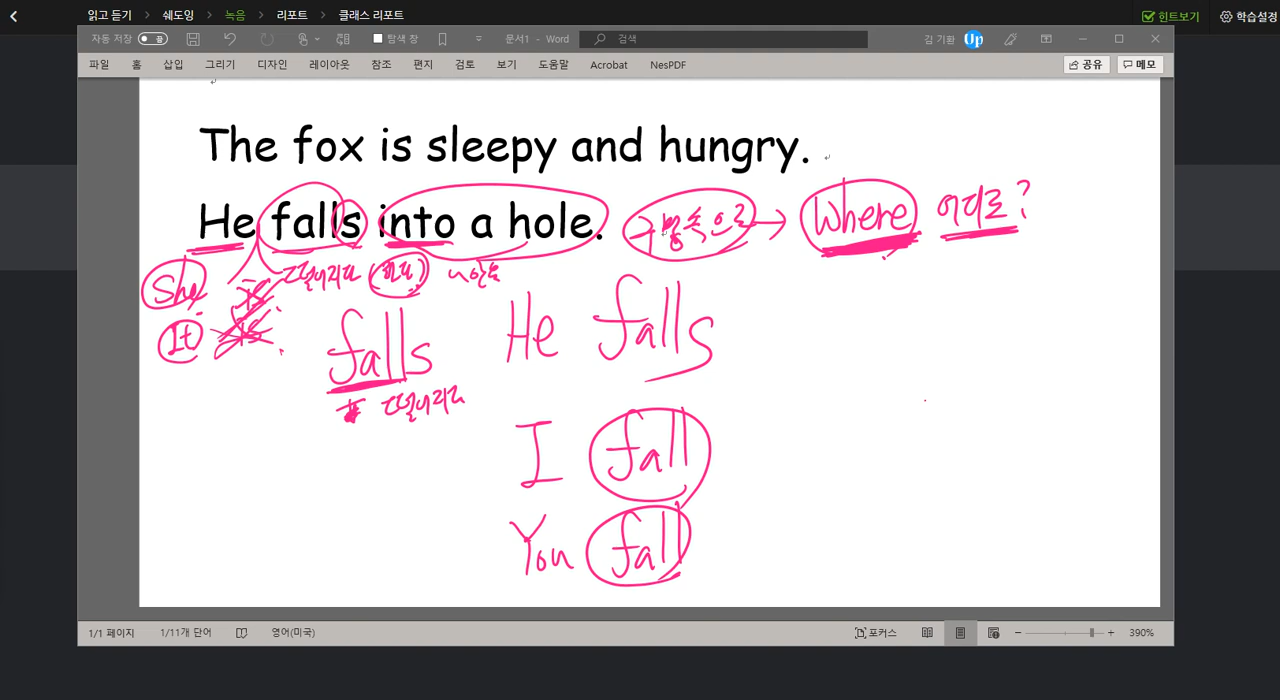 읽고 듣기 > 쉐도잉 > 녹음 > 리포트 > 클래스 리포트 힌트보기 학습설정
자동 저장 끔 탐색 창 문서1 - Word 검색 김 기환 Up
파일 홈 삽입 그리기 디자인 레이아웃 참조 편지 검토 보기 도움말 Acrobat NesPDF 공유 메모
The fox is sleepy and hungry.
He falls into a hole. 구멍속으로 → Where 어디로?
She is 떨어지다 ~안으로
It is
falls He falls
떨어지다
I fall
You fall
1/1 페이지 1/11개 단어 영어(미국) 포커스 390%